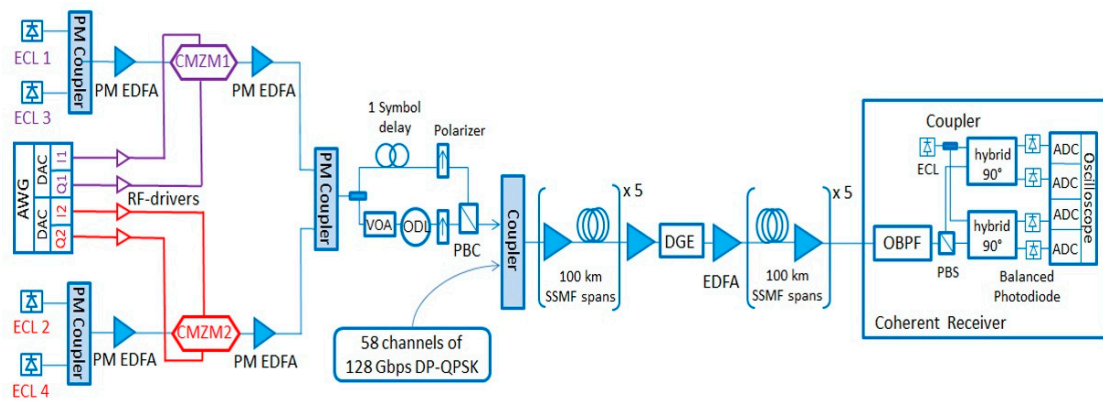 ECL 1
ECL 3
PM Coupler
PM EDFA
CMZM1
PM EDFA
AWG
DAC
DAC
I1
Q1
I2
Q2
RF-drivers
ECL 2
ECL 4
PM Coupler
PM EDFA
CMZM2
PM EDFA
PM Coupler
1 Symbol
delay
Polarizer
VOA
ODL
PBC
Coupler
58 channels of
128 Gbps DP-QPSK
x 5
100 km
SSMF spans
DGE
EDFA
x 5
100 km
SSMF spans
OBPF
PBS
Coupler
ECL
hybrid
90°
hybrid
90°
ADC
ADC
ADC
ADC
Oscilloscope
Balanced
Photodiode
Coherent Receiver